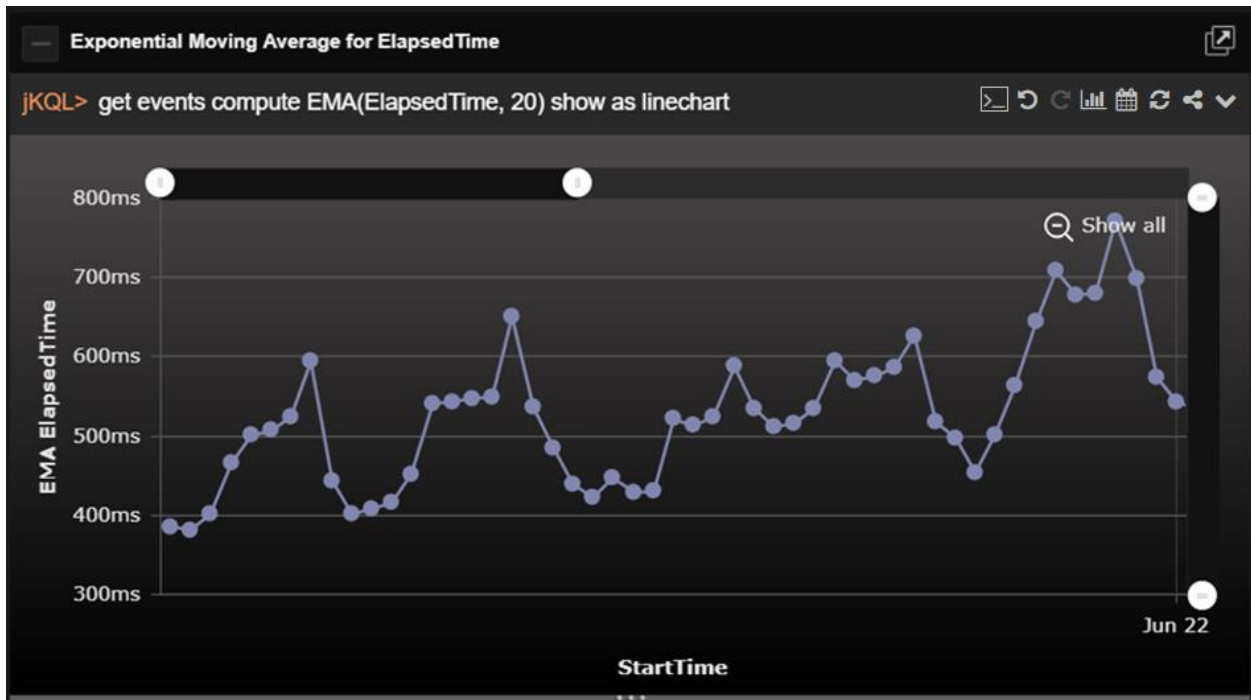 Exponential Moving Average for ElapsedTime
jKQL> get events compute EMA(ElapsedTime, 20) show as linechart
800ms
Show all
700ms
600ms
500ms
400ms
300ms
EMA ElapsedTime
Jun 22
StartTime